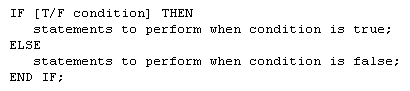 IF [T/F condition] THEN
   statements to perform when condition is true;
ELSE
   statements to perform when condition is false;
END IF;